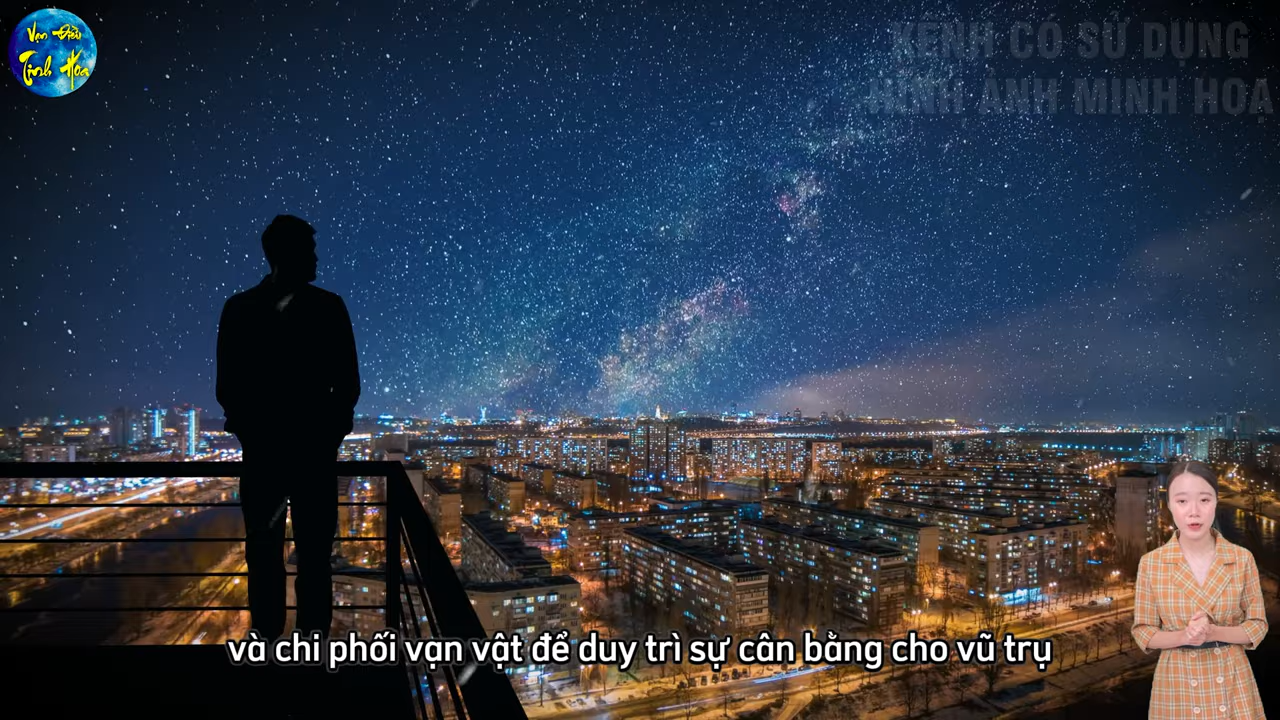 Vạn Điều
Tinh Hoa
KÊNH CÓ SỬ DỤNG
HÌNH ẢNH MINH HOẠ
và chi phối vạn vật để duy trì sự cân bằng cho vũ trụ